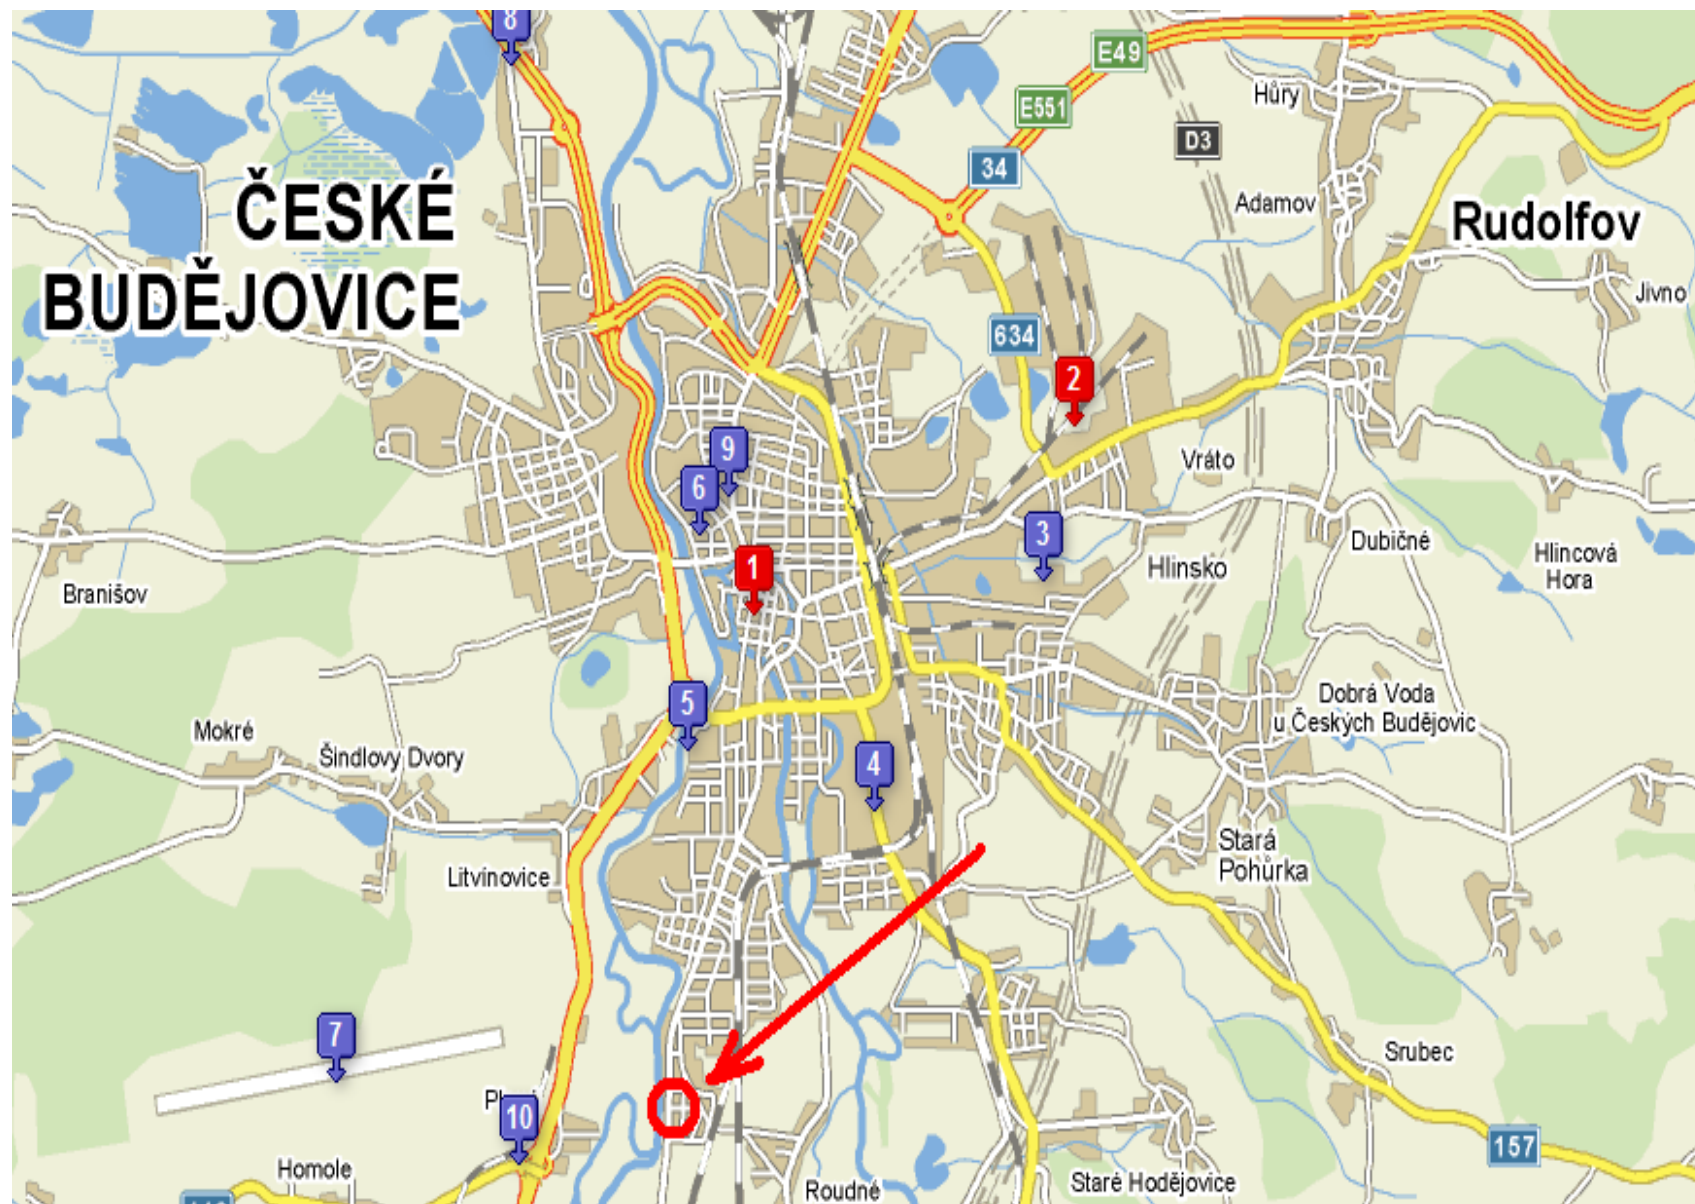 8
E49
Hůry
E551
D3
34
ČESKÉ
BUDĚJOVICE
Adamov
Rudolfov
Jivno
634
2
9
6
Vráto
3
Dubičné
Hlincová
Hora
1
Hlinsko
Branišov
5
Dobrá Voda
u Českých Budějovic
Mokré
Šindlovy Dvory
4
Stará
Pohůrka
Litvínovice
7
Srubec
10
157
Homole
Roudné
Staré Hodějovice